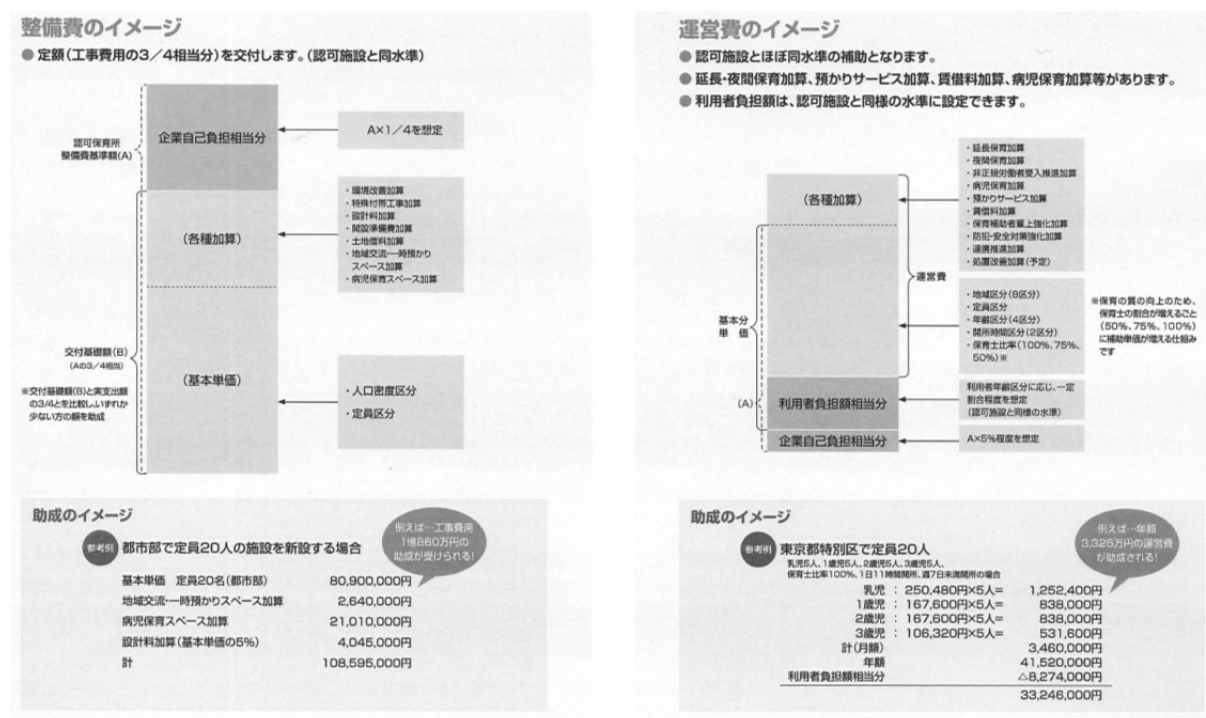 整備費のイメージ
● 定額(工事費用の3/4相当分)を交付します。(認可施設と同水準)
認可保育所
整備費基準額(A)
企業自己負担相当分
A×1/4を想定
(各種加算)
・環境改善加算
・特殊付帯工事加算
・設計料加算
・開設準備費加算
・土地借料加算
・地域交流・一時預かり
スペース加算
・病児保育スペース加算
交付基礎額(B)
(Aの3/4相当)
※交付基礎額(B)と実支出額
の3/4とを比較し、いずれか
少ない方の額を助成
(基本単価)
・人口密度区分
・定員区分
助成のイメージ
例えば…工事費用
1億860万円の
助成が受けられる!
参考例 都市部で定員20人の施設を新設する場合
基本単価 定員20名(都市部) 80,900,000円
地域交流・一時預かりスペース加算 2,640,000円
病児保育スペース加算 21,010,000円
設計料加算(基本単価の5%) 4,045,000円
計 108,595,000円
運営費のイメージ
● 認可施設とほぼ同水準の補助となります。
● 延長・夜間保育加算、預かりサービス加算、賃借料加算、病児保育加算等があります。
● 利用者負担額は、認可施設と同様の水準に設定できます。
(各種加算)
・延長保育加算
・夜間保育加算
・非正規労働者受入推進加算
・病児保育加算
・預かりサービス加算
・賃借料加算
・保育補助者雇上強化加算
・防犯・安全対策強化加算
・連携推進加算
・処置改善加算(予定)
運営費
基本分
単 価
・地域区分(8区分)
・定員区分
・年齢区分(4区分)
・開所時間区分(2区分)
・保育士比率(100%、75%、
50%)※
※保育の質の向上のため、
保育士の割合が増えるごと
(50%、75%、100%)
に補助単価が増える仕組み
です
(A)
利用者負担額相当分
利用者年齢区分に応じ、一定
割合程度を想定
(認可施設と同様の水準)
企業自己負担相当分
A×5%程度を想定
助成のイメージ
例えば…年額
3,325万円の運営費
が助成される!
参考例 東京都特別区で定員20人
乳児5人、1歳児5人、2歳児5人、3歳児5人、
保育士比率100%、1日11時間開所、週7日未満開所の場合
乳児 : 250,480円×5人= 1,252,400円
1歳児 : 167,600円×5人= 838,000円
2歳児 : 167,600円×5人= 838,000円
3歳児 : 106,320円×5人= 531,600円
計(月額) 3,460,000円
年額 41,520,000円
利用者負担額相当分 △8,274,000円
33,246,000円